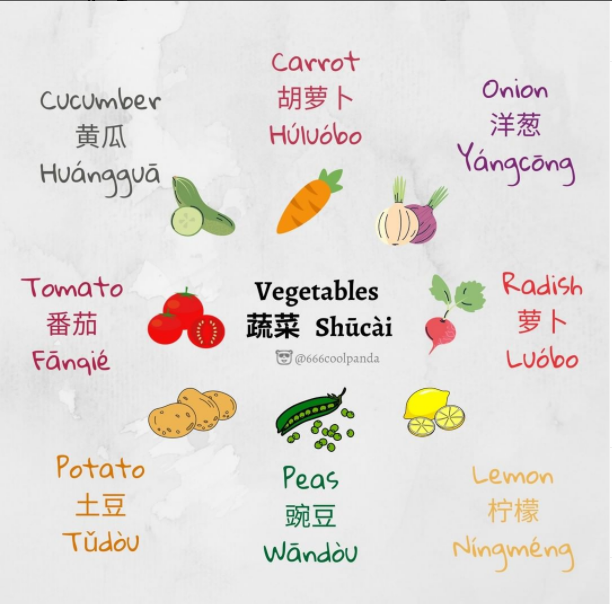 Cucumber
黄瓜
Huángguā
Carrot
胡萝卜
Húluóbo
Onion
洋葱
Yángcōng
Tomato
番茄
Fānqié
Vegetables
蔬菜 Shūcài
@666coolpanda
Radish
萝卜
Luóbo
Potato
土豆
Tǔdòu
Peas
豌豆
Wāndòu
Lemon
柠檬
Níngméng